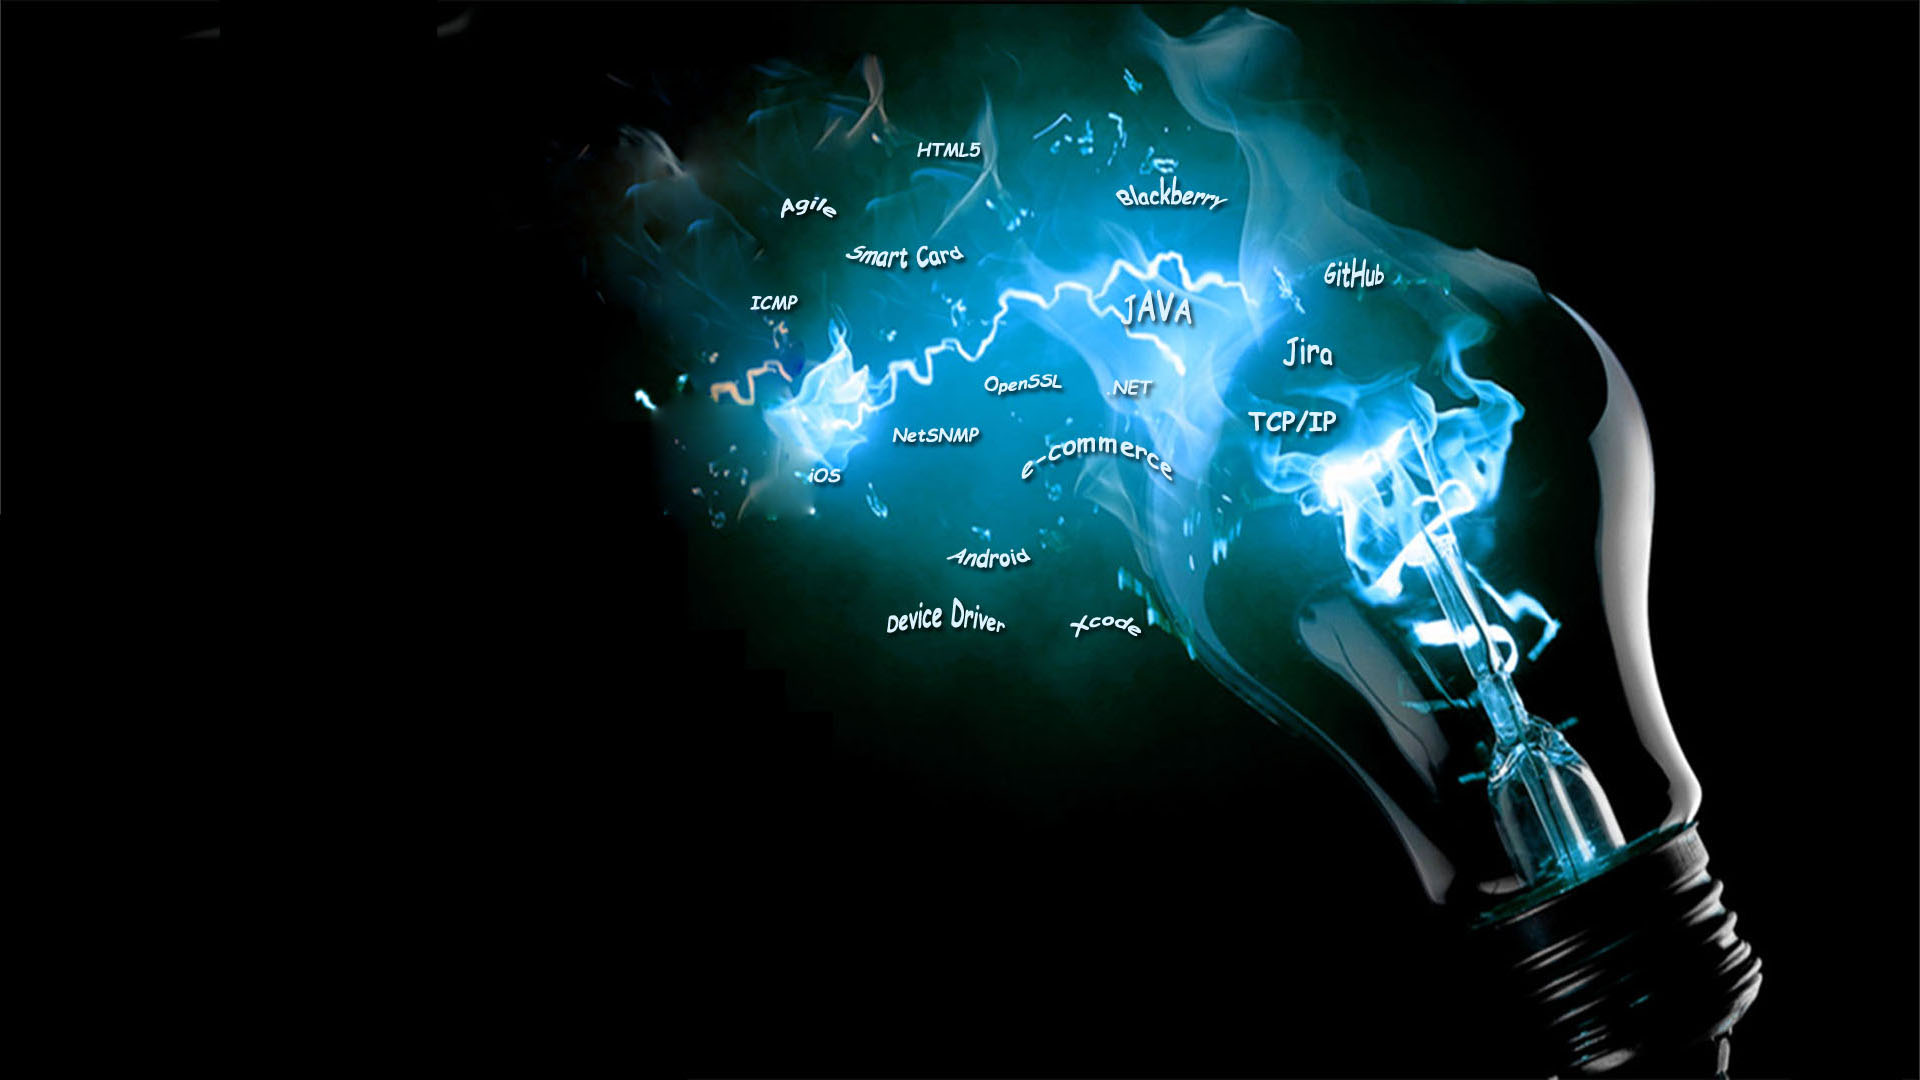 HTML5
Blackberry
Agile
Smart Card
GitHub
ICMP
JAVA
Jira
OpenSSL
.NET
TCP/IP
NetSNMP
e-commerce
iOS
Android
Device Driver
Xcode